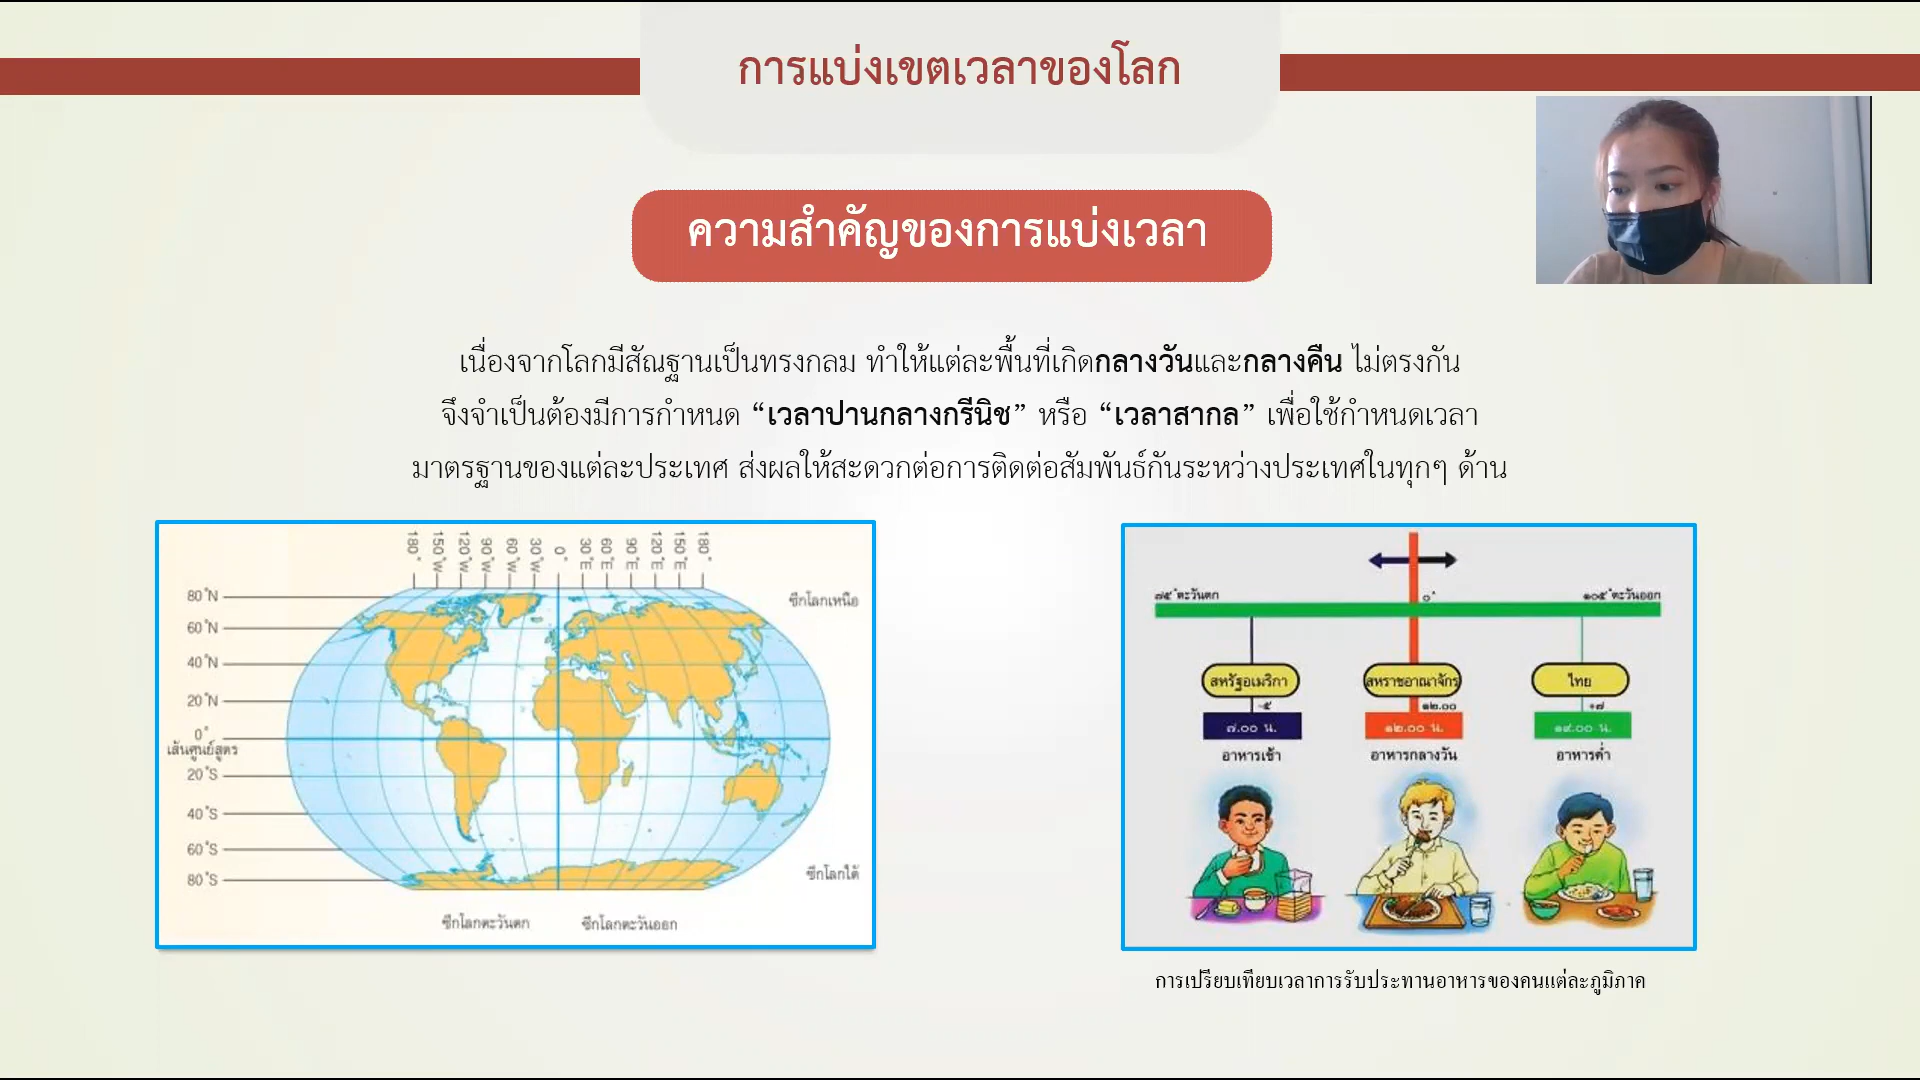 การแบ่งเขตเวลาของโลก
ความสำคัญของการแบ่งเวลา
เนื่องจากโลกมีสัณฐานเป็นทรงกลม ทำให้แต่ละพื้นที่เกิดกลางวันและกลางคืน ไม่ตรงกัน
จึงจำเป็นต้องมีการกำหนด “เวลาปานกลางกรีนิช” หรือ “เวลาสากล” เพื่อใช้กำหนดเวลา
มาตรฐานของแต่ละประเทศ ส่งผลให้สะดวกต่อการติดต่อสัมพันธ์กันระหว่างประเทศในทุกๆ ด้าน
180° 150°W 120°W 90°W 60°W 30°W 0° 30°E 60°E 90°E 120°E 150°E 180°
80°N
ซีกโลกเหนือ
60°N
40°N
20°N
0°
เส้นศูนย์สูตร
20°S
40°S
60°S
80°S
ซีกโลกใต้
ซีกโลกตะวันตก ซีกโลกตะวันออก
๗๕°ตะวันตก ๐° ๑๐๕°ตะวันออก
สหรัฐอเมริกา สหราชอาณาจักร ไทย
-๕ ๑๒.๐๐ +๗
๗.๐๐ น. ๑๒.๐๐ น. ๑๙.๐๐ น.
อาหารเช้า อาหารกลางวัน อาหารค่ำ
การเปรียบเทียบเวลาการรับประทานอาหารของคนแต่ละภูมิภาค